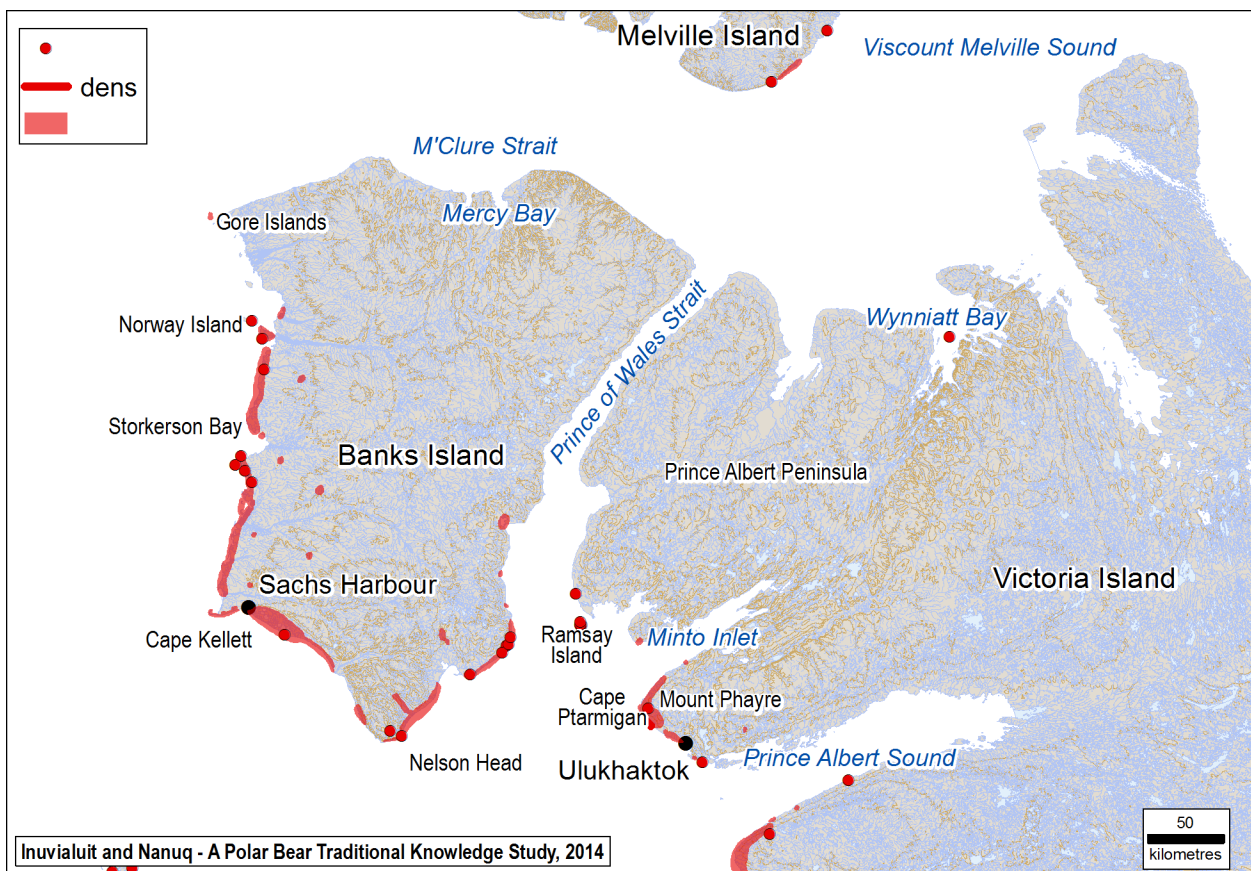 dens
Melville Island
Viscount Melville Sound
M'Clure Strait
Mercy Bay
Gore Islands
Norway Island
Prince of Wales Strait
Wynniatt Bay
Storkerson Bay
Banks Island
Prince Albert Peninsula
Sachs Harbour
Victoria Island
Cape Kellett
Ramsay
Island
Minto Inlet
Cape
Ptarmigan
Mount Phayre
Nelson Head
Ulukhaktok
Prince Albert Sound
50
kilometres
Inuvialuit and Nanuq - A Polar Bear Traditional Knowledge Study, 2014